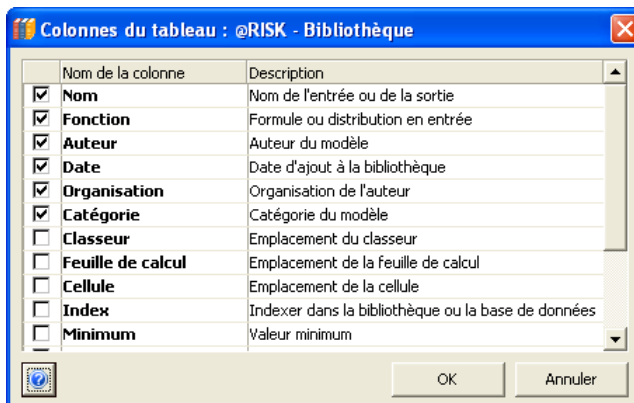 Colonnes du tableau : @RISK - Bibliothèque
Nom de la colonne Description
Nom Nom de l'entrée ou de la sortie
Fonction Formule ou distribution en entrée
Auteur Auteur du modèle
Date Date d'ajout à la bibliothèque
Organisation Organisation de l'auteur
Catégorie Catégorie du modèle
Classeur Emplacement du classeur
Feuille de calcul Emplacement de la feuille de calcul
Cellule Emplacement de la cellule
Index Indexer dans la bibliothèque ou la base de données
Minimum Valeur minimum
OK Annuler